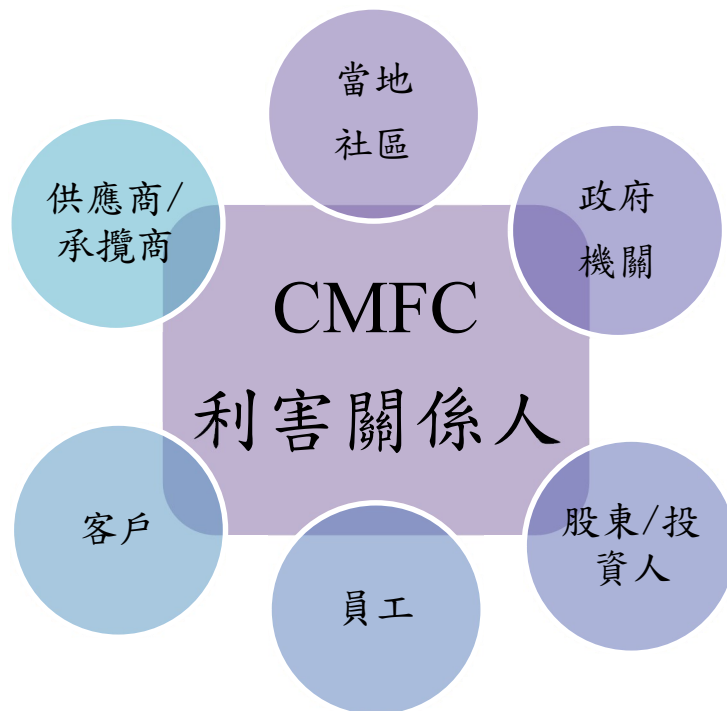 當地
社區
供應商/
承攬商
政府
機關
CMFC
利害關係人
客戶
股東/投
資人
員工